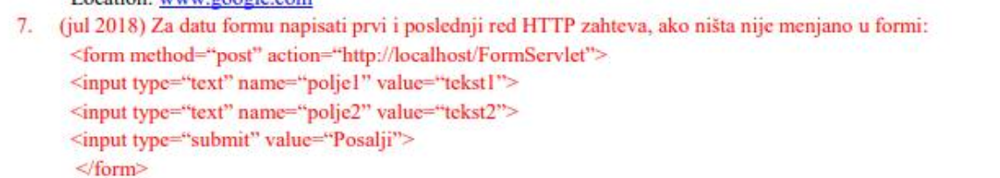 Location: www.google.com
7. (jul 2018) Za datu formu napisati prvi i poslednji red HTTP zahteva, ako ništa nije menjano u formi:
<form method=“post” action=“http://localhost/FormServlet”>
<input type=“text” name=“polje1” value=“tekst1”>
<input type=“text” name=“polje2” value=“tekst2”>
<input type=“submit” value=“Posalji”>
</form>